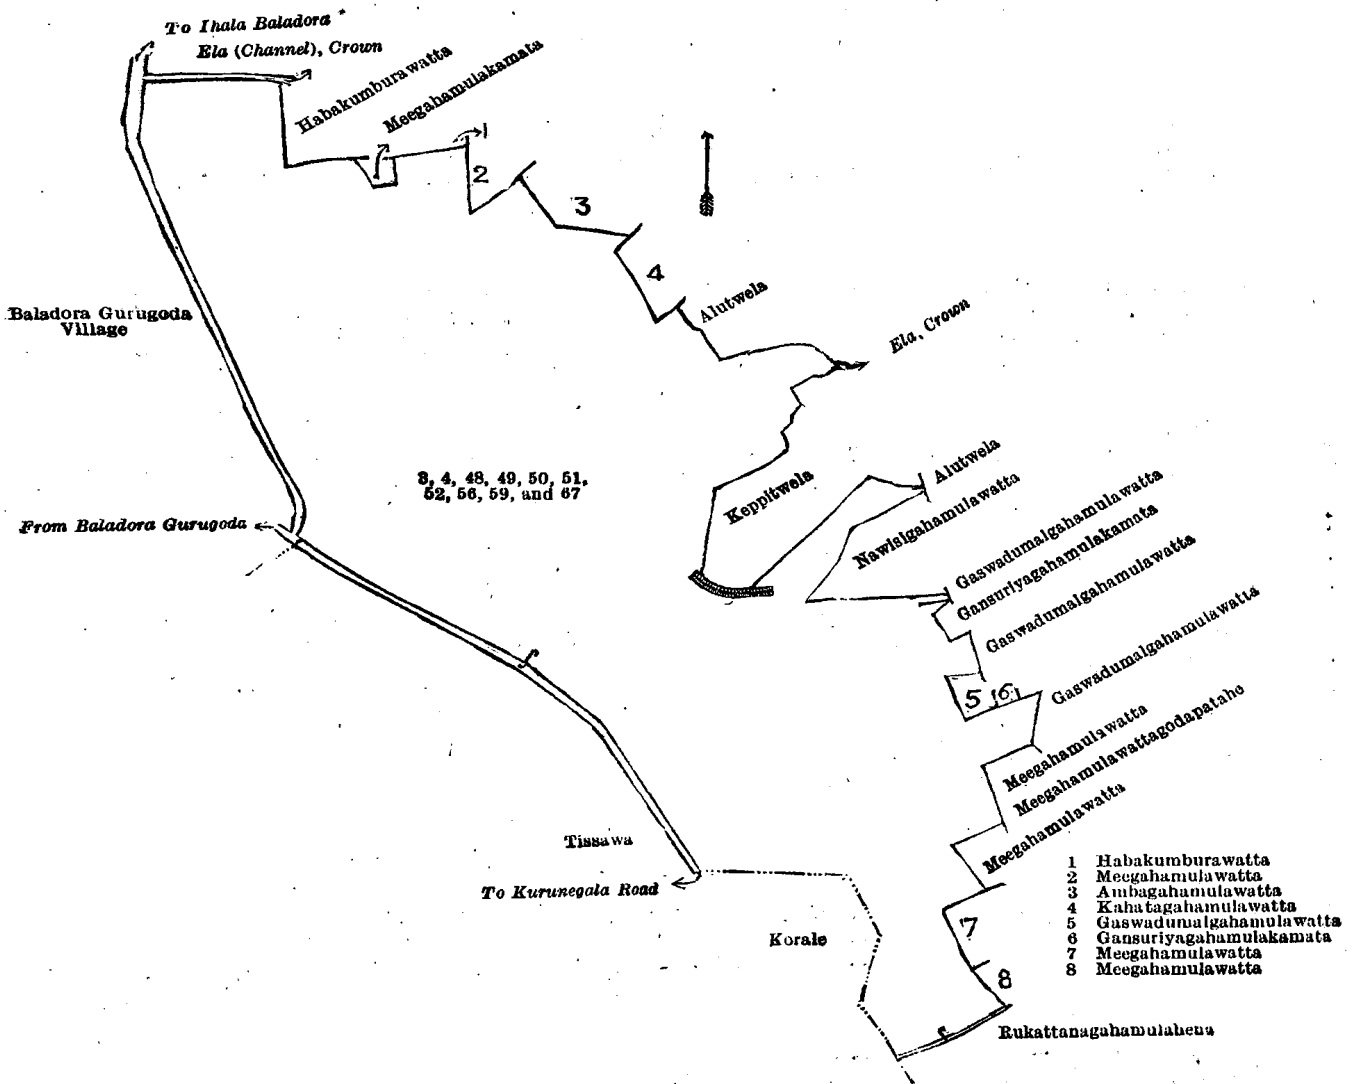 To Ihala Baladora
Ela (Channel), Crown
Habakumburawatta
Meegahamulakamata
1
2
3
4
Alutwela
Baladora Gurugoda
Village
Ela, Crown
3, 4, 48, 49, 50, 51,
52, 56, 59, and 67
Keppitwela
Alutwela
Nawisigahamulawatta
From Baladora Gurugoda
Gaswadumalgahamulawatta
Gansuriyagahamulakamata
Gaswadumalgahamulawatta
Gaswadumalgahamulawatta
5
6
Meegahamulawatta
Meegahamulawattagodapataho
Meegahamulawatta
Tissawa
To Kurunegala Road
Korale
7
8
1 Habakumburawatta
2 Meegahamulawatta
3 Ambagahamulawatta
4 Kahatagahamulawatta
5 Gaswadumalgahamulawatta
6 Gansuriyagahamulakamata
7 Meegahamulawatta
8 Meegahamulawatta
Rukattanagahamulahena